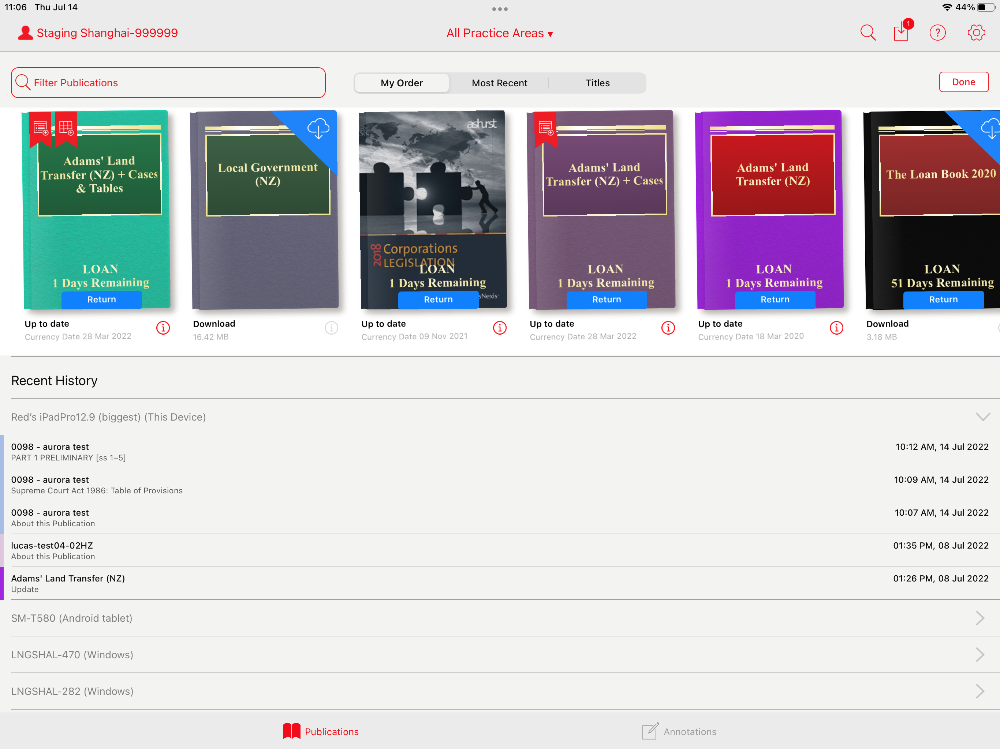 11:06 Thu Jul 14
44%
Staging Shanghai-999999
All Practice Areas ▾
1
?
Filter Publications
My Order
Most Recent
Titles
Done
Adams' Land
Transfer (NZ) + Cases
& Tables
LOAN
1 Days Remaining
Return
Up to date
Currency Date 28 Mar 2022
Local Government
(NZ)
Download
16.42 MB
ashurst
2018
Corporations
LEGISLATION
LOAN
1 Days Remaining
sNexis
Return
Up to date
Currency Date 09 Nov 2021
Adams' Land
Transfer (NZ) + Cases
LOAN
1 Days Remaining
Return
Up to date
Currency Date 28 Mar 2022
Adams' Land
Transfer (NZ)
LOAN
1 Days Remaining
Return
Up to date
Currency Date 18 Mar 2020
The Loan Book 2020
LOAN
51 Days Remaining
Return
Download
3.18 MB
Recent History
Red’s iPadPro12.9 (biggest) (This Device)
0098 - aurora test
10:12 AM, 14 Jul 2022
PART 1 PRELIMINARY [ss 1–5]
0098 - aurora test
10:09 AM, 14 Jul 2022
Supreme Court Act 1986: Table of Provisions
0098 - aurora test
10:07 AM, 14 Jul 2022
About this Publication
lucas-test04-02HZ
01:35 PM, 08 Jul 2022
About this Publication
Adams' Land Transfer (NZ)
01:26 PM, 08 Jul 2022
Update
SM-T580 (Android tablet)
LNGSHAL-470 (Windows)
LNGSHAL-282 (Windows)
Publications
Annotations